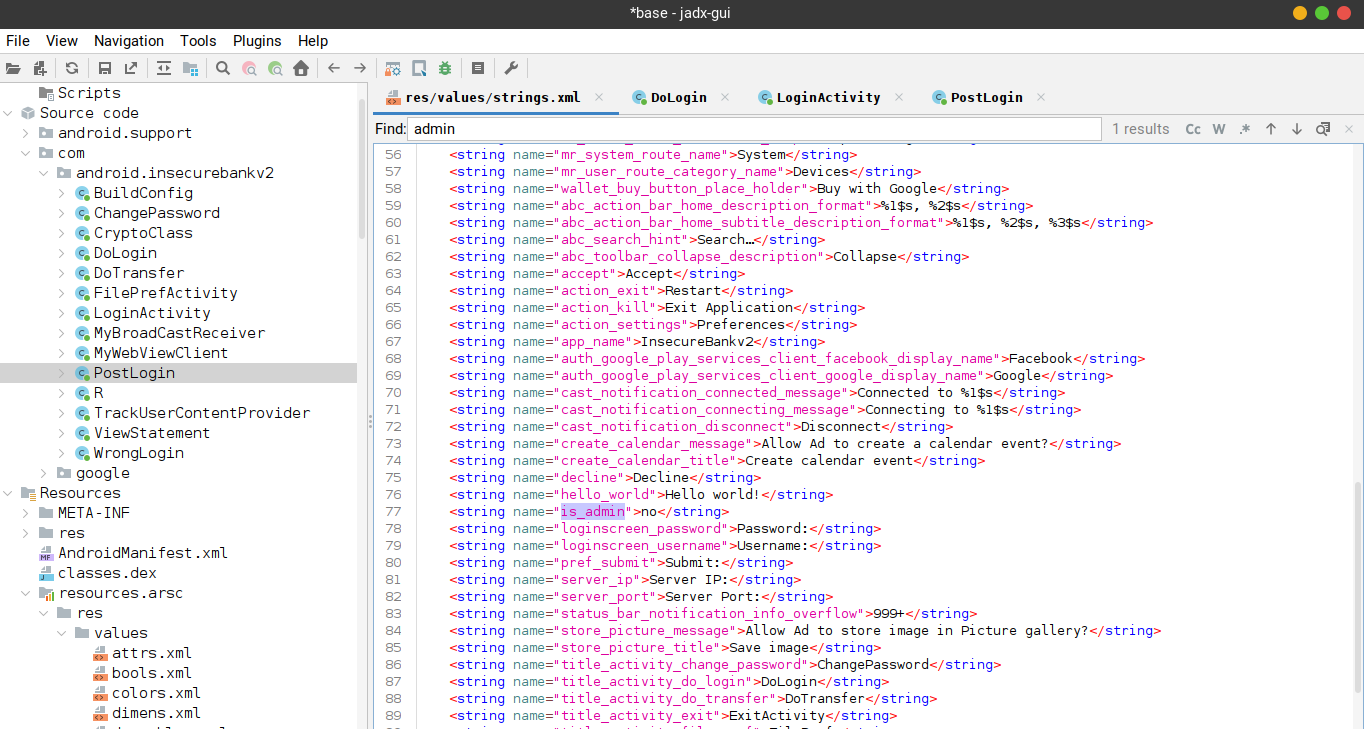 *base - jadx-gui
File View Navigation Tools Plugins Help
Scripts
Source code
android.support
com
android.insecurebankv2
BuildConfig
ChangePassword
CryptoClass
DoLogin
DoTransfer
FilePrefActivity
LoginActivity
MyBroadCastReceiver
MyWebViewClient
PostLogin
R
TrackUserContentProvider
ViewStatement
WrongLogin
google
Resources
META-INF
res
AndroidManifest.xml
classes.dex
resources.arsc
res
values
attrs.xml
bools.xml
colors.xml
dimens.xml
res/values/strings.xml DoLogin LoginActivity PostLogin
Find: admin 1 results Cc W .*
56 <string name="mr_system_route_name">System</string>
57 <string name="mr_user_route_category_name">Devices</string>
58 <string name="wallet_buy_button_place_holder">Buy with Google</string>
59 <string name="abc_action_bar_home_description_format">%1$s, %2$s</string>
60 <string name="abc_action_bar_home_subtitle_description_format">%1$s, %2$s, %3$s</string>
61 <string name="abc_search_hint">Search…</string>
62 <string name="abc_toolbar_collapse_description">Collapse</string>
63 <string name="accept">Accept</string>
64 <string name="action_exit">Restart</string>
65 <string name="action_kill">Exit Application</string>
66 <string name="action_settings">Preferences</string>
67 <string name="app_name">InsecureBankv2</string>
68 <string name="auth_google_play_services_client_facebook_display_name">Facebook</string>
69 <string name="auth_google_play_services_client_google_display_name">Google</string>
70 <string name="cast_notification_connected_message">Connected to %1$s</string>
71 <string name="cast_notification_connecting_message">Connecting to %1$s</string>
72 <string name="cast_notification_disconnect">Disconnect</string>
73 <string name="create_calendar_message">Allow Ad to create a calendar event?</string>
74 <string name="create_calendar_title">Create calendar event</string>
75 <string name="decline">Decline</string>
76 <string name="hello_world">Hello world!</string>
77 <string name="is_admin">no</string>
78 <string name="loginscreen_password">Password:</string>
79 <string name="loginscreen_username">Username:</string>
80 <string name="pref_submit">Submit:</string>
81 <string name="server_ip">Server IP:</string>
82 <string name="server_port">Server Port:</string>
83 <string name="status_bar_notification_info_overflow">999+</string>
84 <string name="store_picture_message">Allow Ad to store image in Picture gallery?</string>
85 <string name="store_picture_title">Save image</string>
86 <string name="title_activity_change_password">ChangePassword</string>
87 <string name="title_activity_do_login">DoLogin</string>
88 <string name="title_activity_do_transfer">DoTransfer</string>
89 <string name="title_activity_exit">ExitActivity</string>